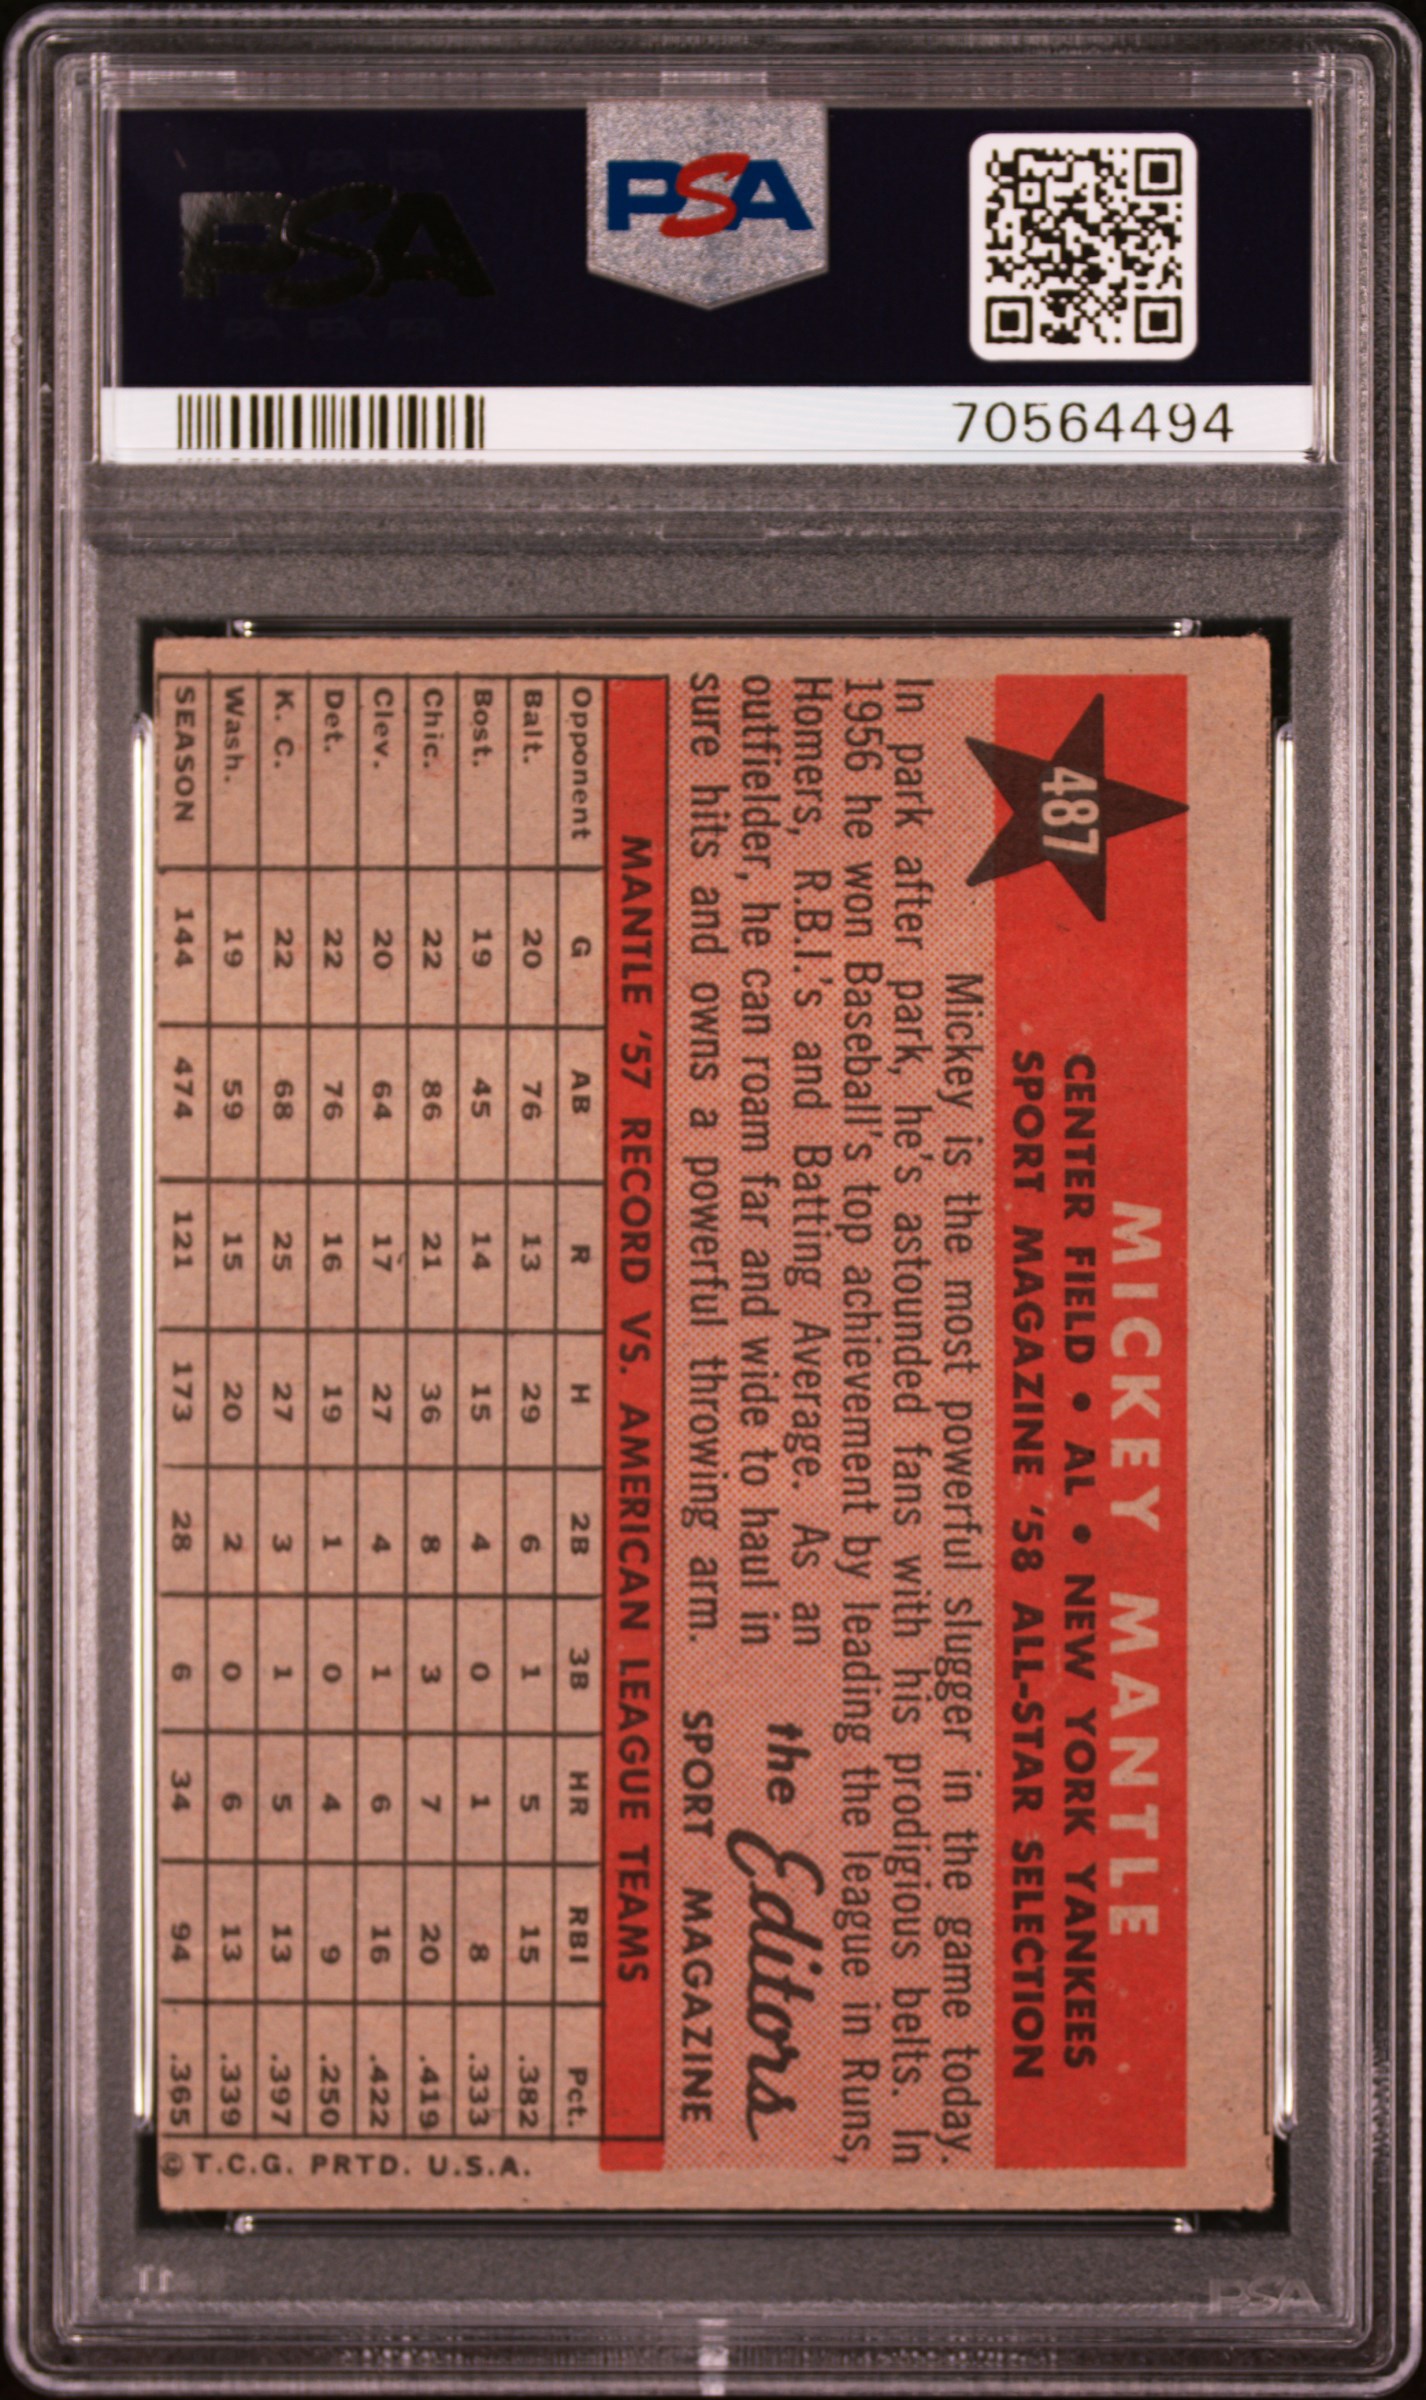 PSA
PSA
70564494
487
MICKEY MANTLE
CENTER FIELD • AL • NEW YORK YANKEES
SPORT MAGAZINE '58 ALL-STAR SELECTION
Mickey is the most powerful slugger in the game today.
In park after park, he's astounded fans with his prodigious belts. In
1956 he won Baseball's top achievement by leading the league in Runs,
Homers, R.B.I.'s and Batting Average. As an
outfielder, he can roam far and wide to haul in
sure hits and owns a powerful throwing arm.
the Editors
SPORT MAGAZINE
MANTLE '57 RECORD VS. AMERICAN LEAGUE TEAMS
Opponent G AB R H 2B 3B HR RBI Pct.
Balt. 20 76 13 29 6 1 5 15 .382
Bost. 19 45 14 15 4 0 1 8 .333
Chic. 22 86 21 36 8 3 7 20 .419
Clev. 20 64 17 27 4 1 6 16 .422
Det. 22 76 16 19 1 0 4 9 .250
K. C. 22 68 25 27 3 1 5 13 .397
Wash. 19 59 15 20 2 0 6 13 .339
SEASON 144 474 121 173 28 6 34 94 .365
© T.C.G. PRTD. U.S.A.
PSA